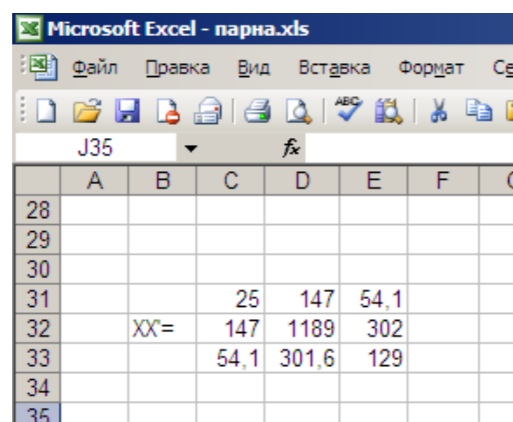 Microsoft Excel - парна.xls
Файл Правка Вид Вставка Формат
J35 fx
A B C D E F
28
29
30
31 25 147 54,1
32 XX'= 147 1189 302
33 54,1 301,6 129
34
35